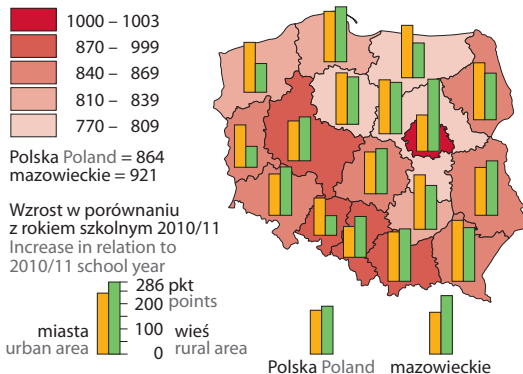 1000 – 1003
870 – 999
840 – 869
810 – 839
770 – 809
Polska Poland = 864
mazowieckie = 921
Wzrost w porównaniu
z rokiem szkolnym 2010/11
Increase in relation to
2010/11 school year
286 pkt
200 points
100
0
miasta
urban area
wieś
rural area
Polska Poland
mazowieckie